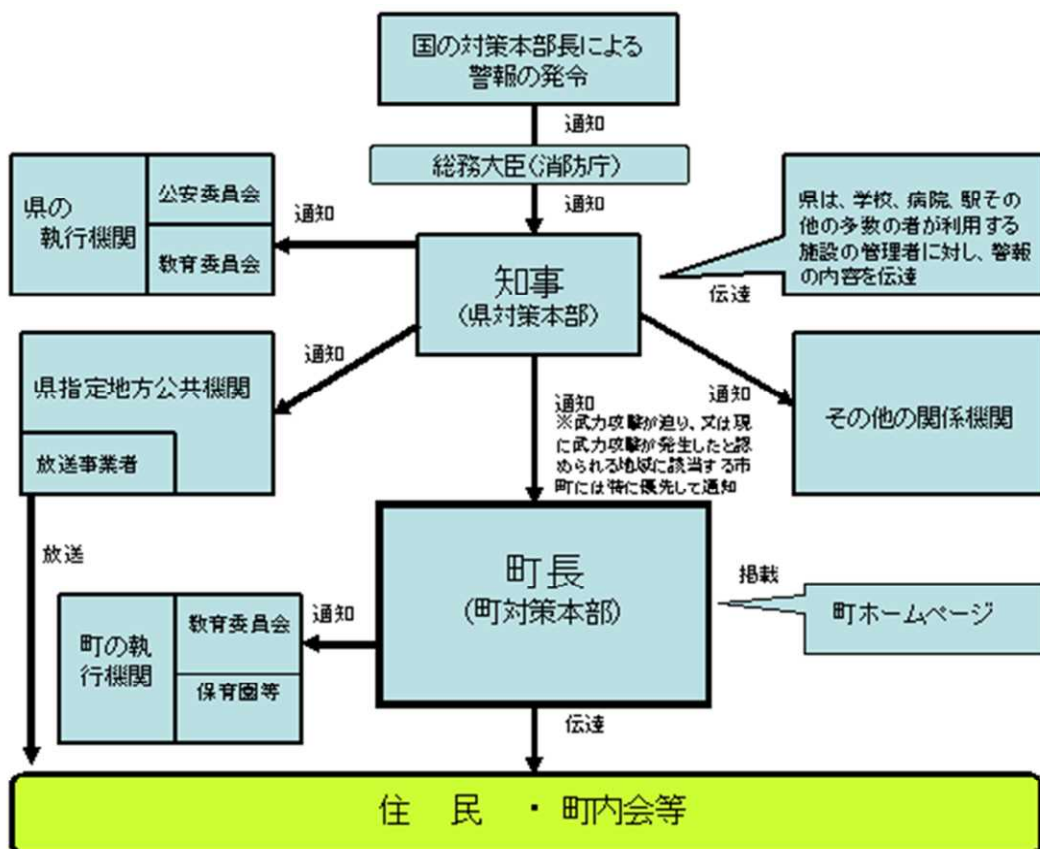 国の対策本部長による
警報の発令
通知
総務大臣(消防庁)
通知
県の
執行機関
公安委員会
教育委員会
通知
知事
(県対策本部)
県は、学校、病院、駅その
他の多数の者が利用する
施設の管理者に対し、警報
の内容を伝達
伝達
県指定地方公共機関
放送事業者
通知
通知
※武力攻撃が迫り、又は現
に武力攻撃が発生したと認
められる地域に該当する市
町には特に優先して通知
通知
その他の関係機関
放送
町の執
行機関
教育委員会
保育園等
通知
町長
(町対策本部)
掲載
町ホームページ
伝達
住 民 ・ 町内会等